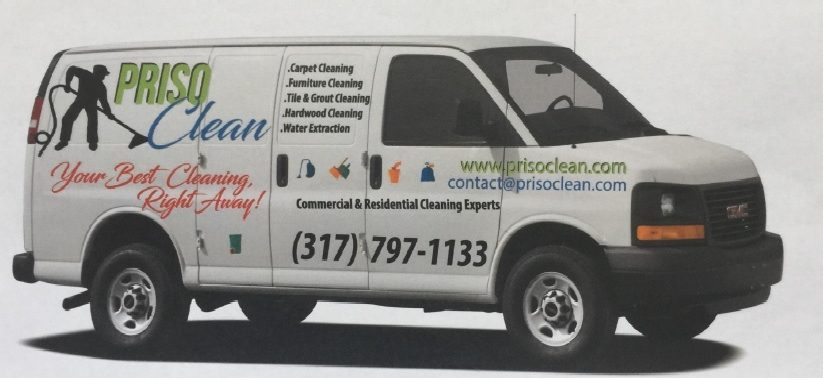 PRISO
Clean
Your Best Cleaning,
Right Away!
.Carpet Cleaning
.Furniture Cleaning
.Tile & Grout Cleaning
.Hardwood Cleaning
.Water Extraction
www.prisoclean.com
contact@prisoclean.com
Commercial & Residential Cleaning Experts
(317) 797-1133
GMC